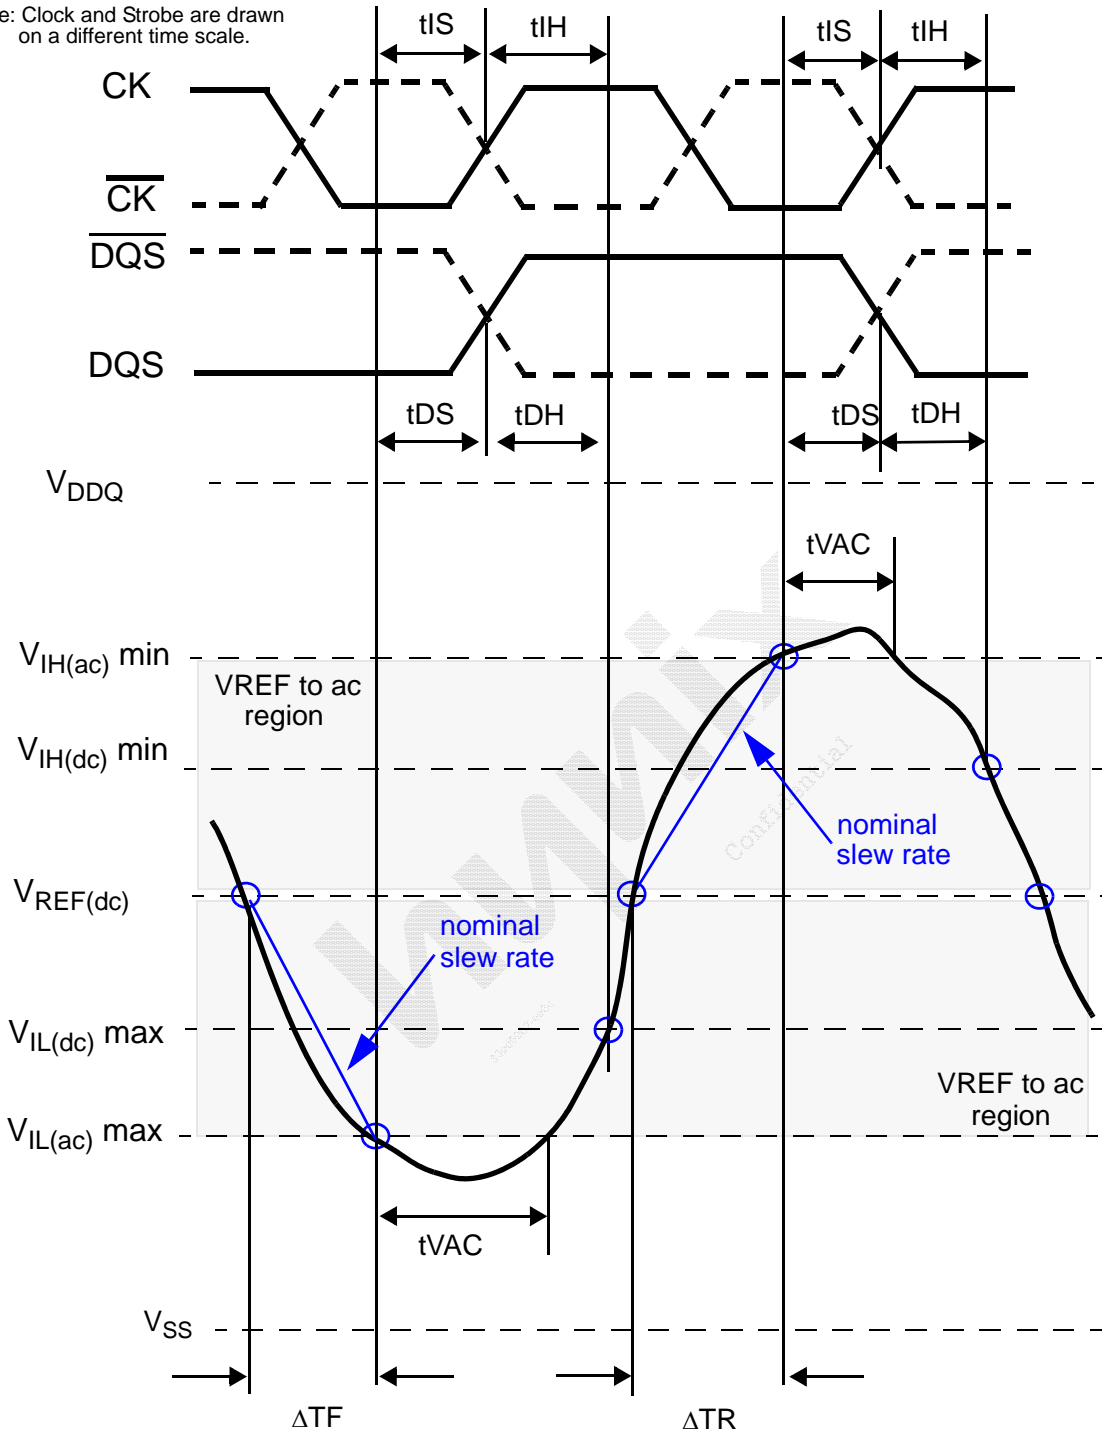 e: Clock and Strobe are drawn
on a different time scale.
tIS tIH tIS tIH
CK
CK
DQS
DQS
tDS tDH tDS tDH
VDDQ
tVAC
VIH(ac) min
VREF to ac
region
VIH(dc) min
Confidential
nominal
slew rate
VREF(dc)
nominal
slew rate
VIL(dc) max
VREF to ac
region
VIL(ac) max
tVAC
VSS
ΔTF ΔTR